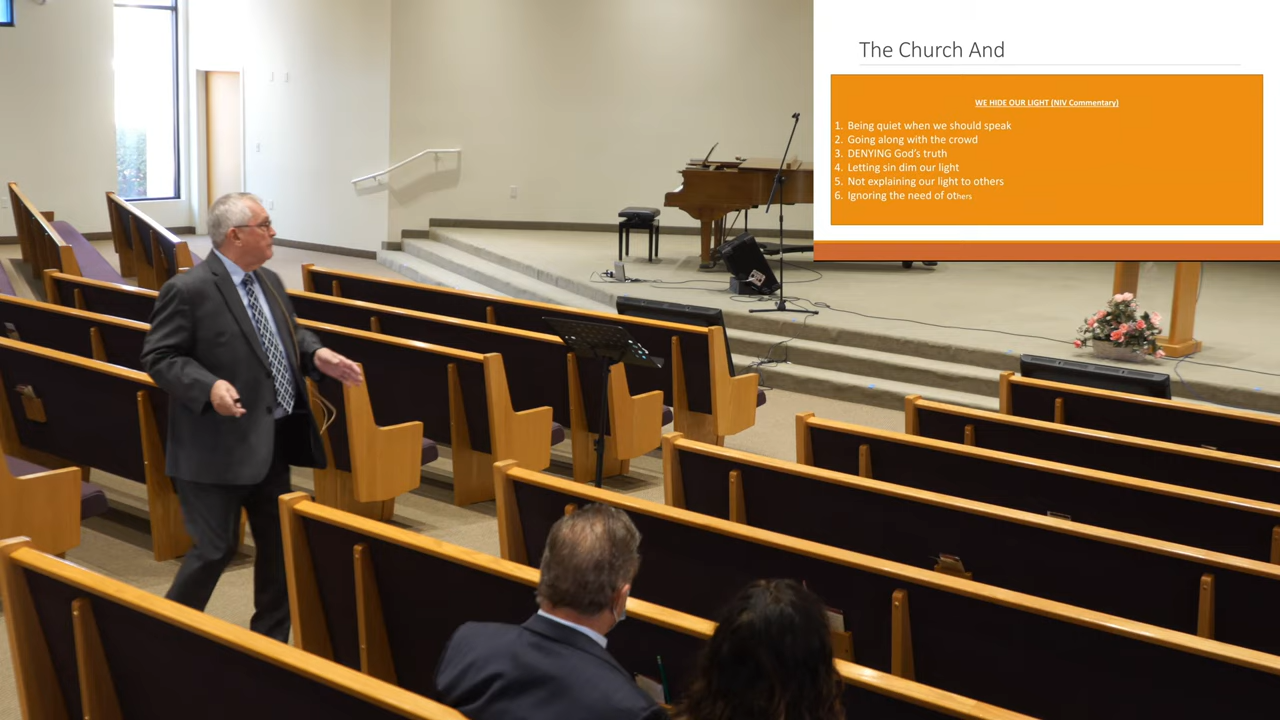 The Church And
WE HIDE OUR LIGHT (NIV Commentary)
1. Being quiet when we should speak
2. Going along with the crowd
3. DENYING God's truth
4. Letting sin dim our light
5. Not explaining our light to others
6. Ignoring the need of others